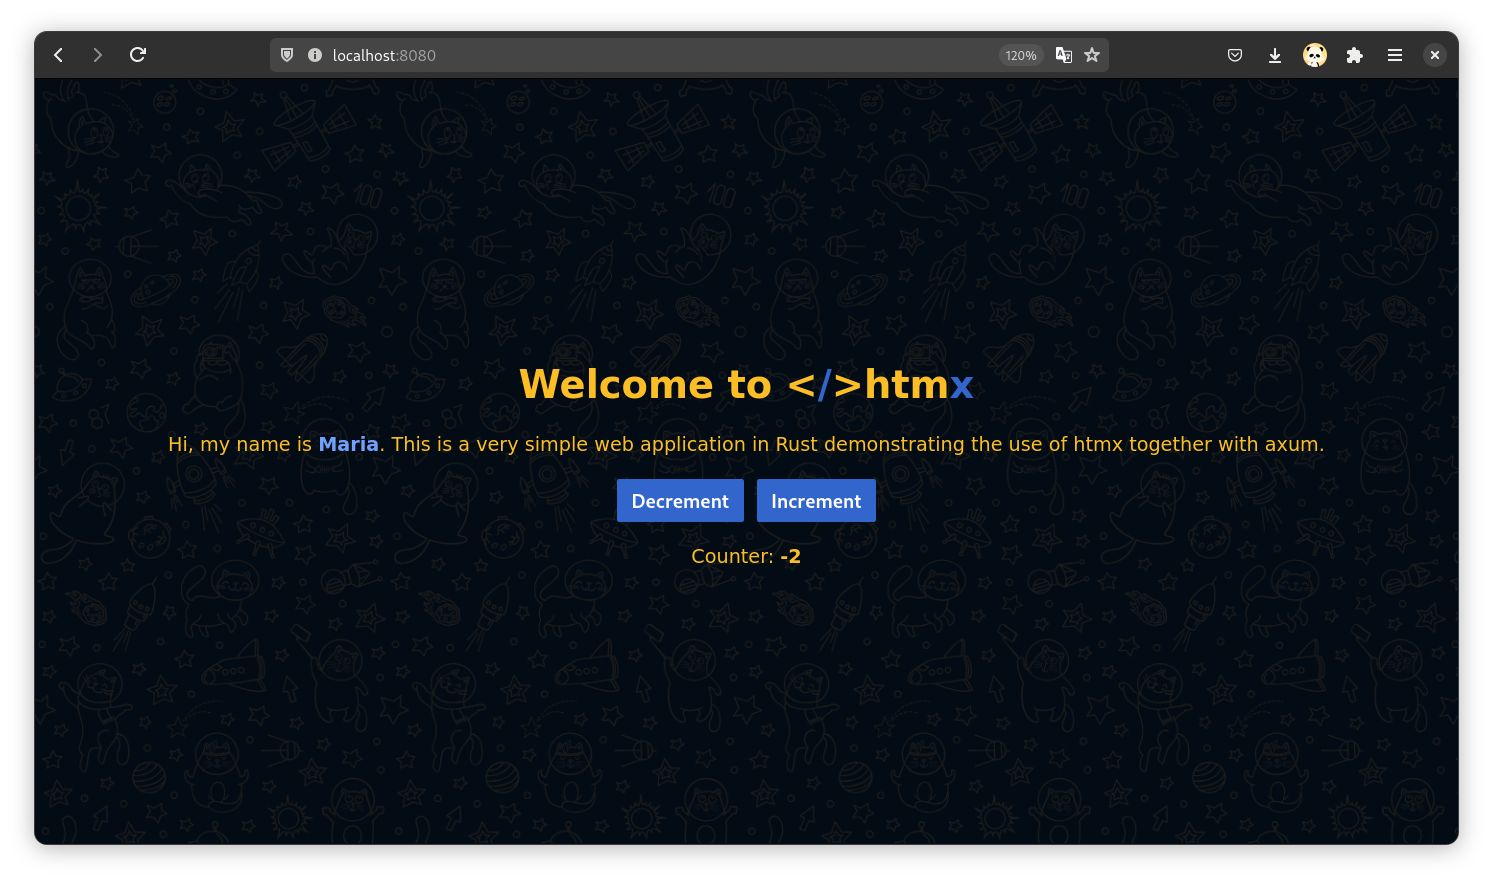 localhost:8080
120%
Welcome to </>htmx
Hi, my name is Maria. This is a very simple web application in Rust demonstrating the use of htmx together with axum.
Decrement Increment
Counter: -2